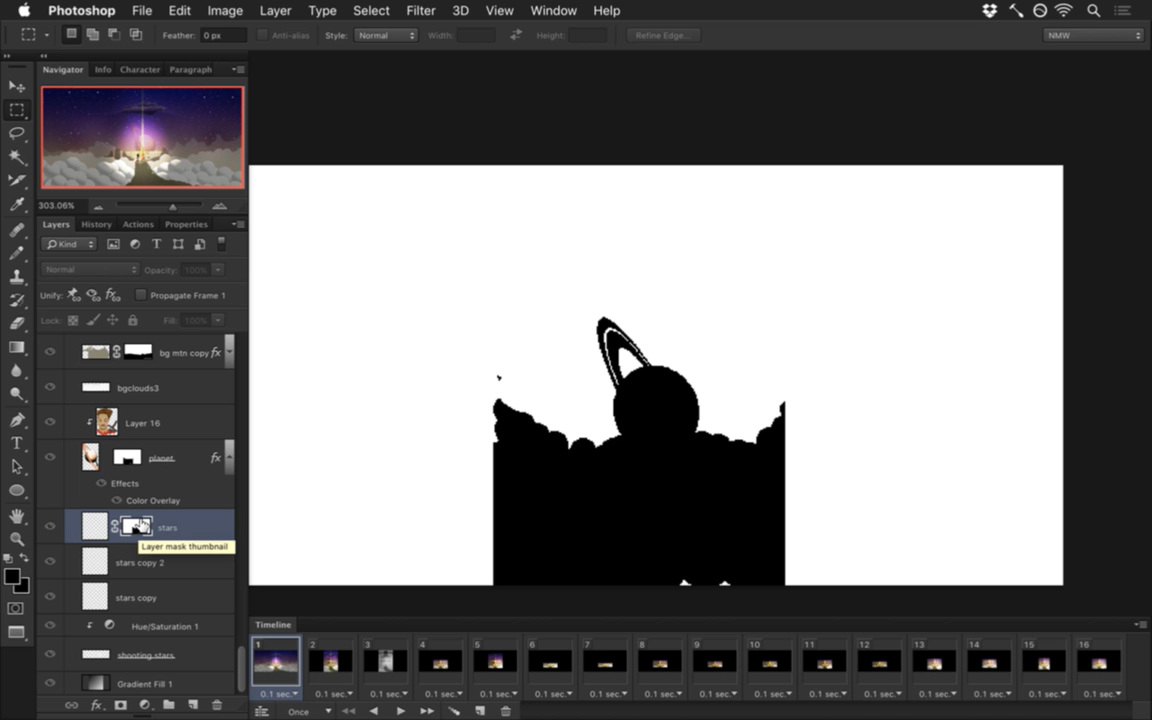 Photoshop File Edit Image Layer Type Select Filter 3D View Window Help
Feather: 0 px Anti-alias Style: Normal Width: Height: Refine Edge... NMW
Navigator Info Character Paragraph
303.06%
Layers History Actions Properties
Kind T
Normal Opacity: 100%
Unify: Propagate Frame 1
Lock: Fill: 100%
bg mtn copy fx
bgclouds3
Layer 16
planet fx
Effects
Color Overlay
stars
Layer mask thumbnail
stars copy 2
stars copy
Hue/Saturation 1
shooting stars
Gradient Fill 1
fx
Timeline
1 2 3 4 5 6 7 8 9 10 11 12 13 14 15 16
0.1 sec. 0.1 sec. 0.1 sec. 0.1 sec. 0.1 sec. 0.1 sec. 0.1 sec. 0.1 sec. 0.1 sec. 0.1 sec. 0.1 sec. 0.1 sec. 0.1 sec. 0.1 sec. 0.1 sec. 0.1 sec.
Once